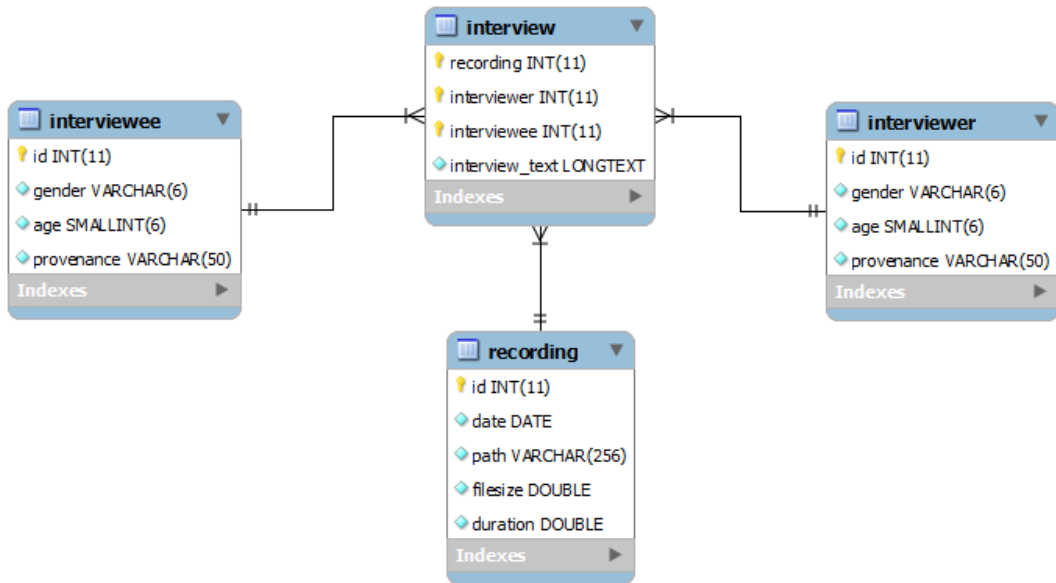 interview
recording INT(11)
interviewer INT(11)
interviewee INT(11)
interview_text LONGTEXT
Indexes
interviewee
id INT(11)
gender VARCHAR(6)
age SMALLINT(6)
provenance VARCHAR(50)
Indexes
interviewer
id INT(11)
gender VARCHAR(6)
age SMALLINT(6)
provenance VARCHAR(50)
Indexes
recording
id INT(11)
date DATE
path VARCHAR(256)
filesize DOUBLE
duration DOUBLE
Indexes